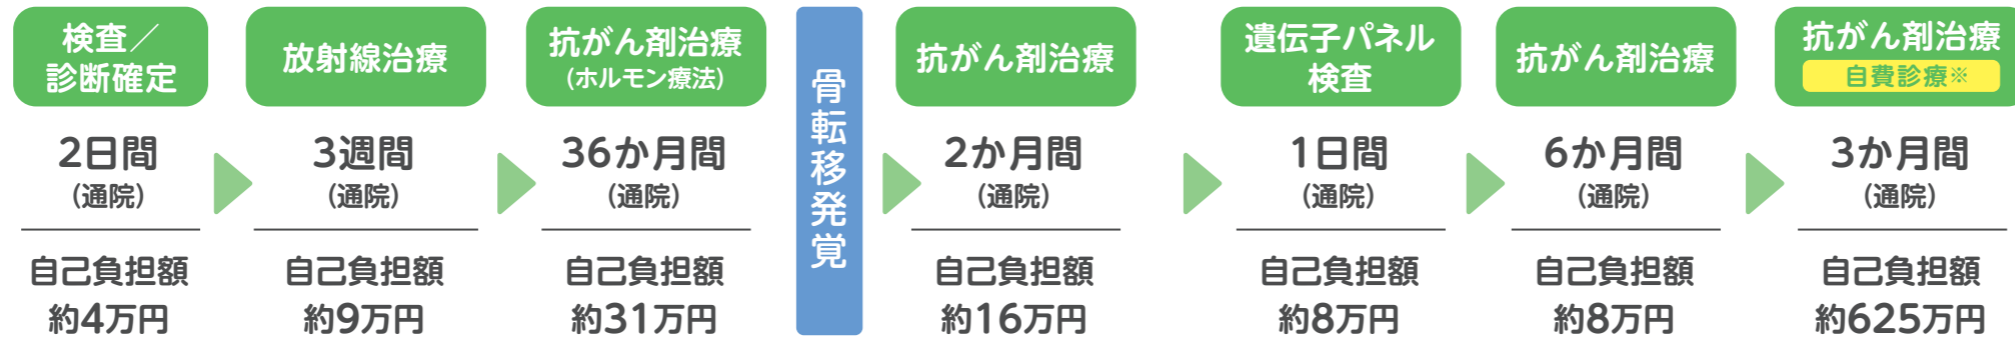 検査／
診断確定
2日間
(通院)
自己負担額
約4万円
放射線治療
3週間
(通院)
自己負担額
約9万円
抗がん剤治療
(ホルモン療法)
36か月間
(通院)
自己負担額
約31万円
骨転移発覚
抗がん剤治療
2か月間
(通院)
自己負担額
約16万円
遺伝子パネル
検査
1日間
(通院)
自己負担額
約8万円
抗がん剤治療
6か月間
(通院)
自己負担額
約8万円
抗がん剤治療
自費診療※
3か月間
(通院)
自己負担額
約625万円